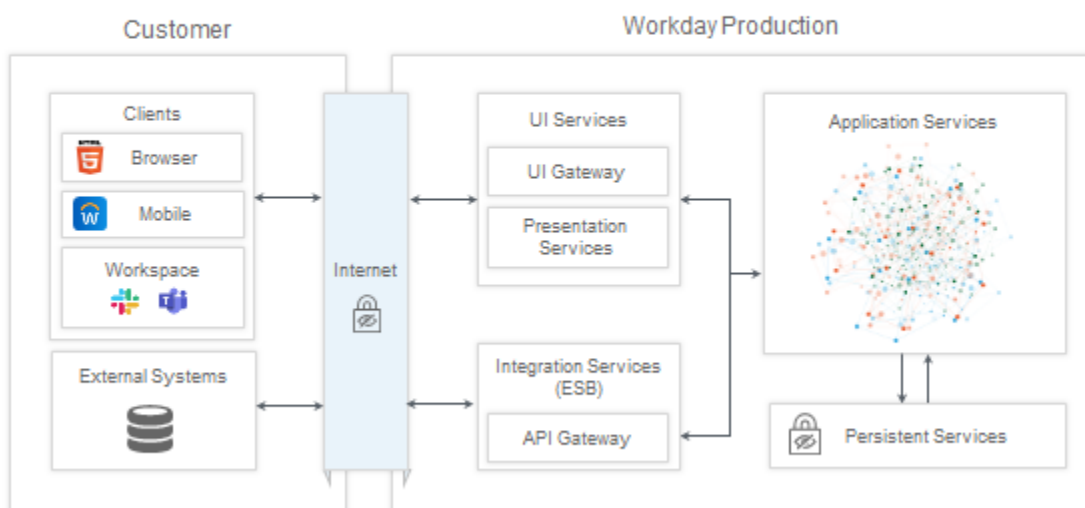 Customer
Workday Production
Clients
Browser
Mobile
Workspace
External Systems
Internet
UI Services
UI Gateway
Presentation
Services
Integration Services
(ESB)
API Gateway
Application Services
Persistent Services